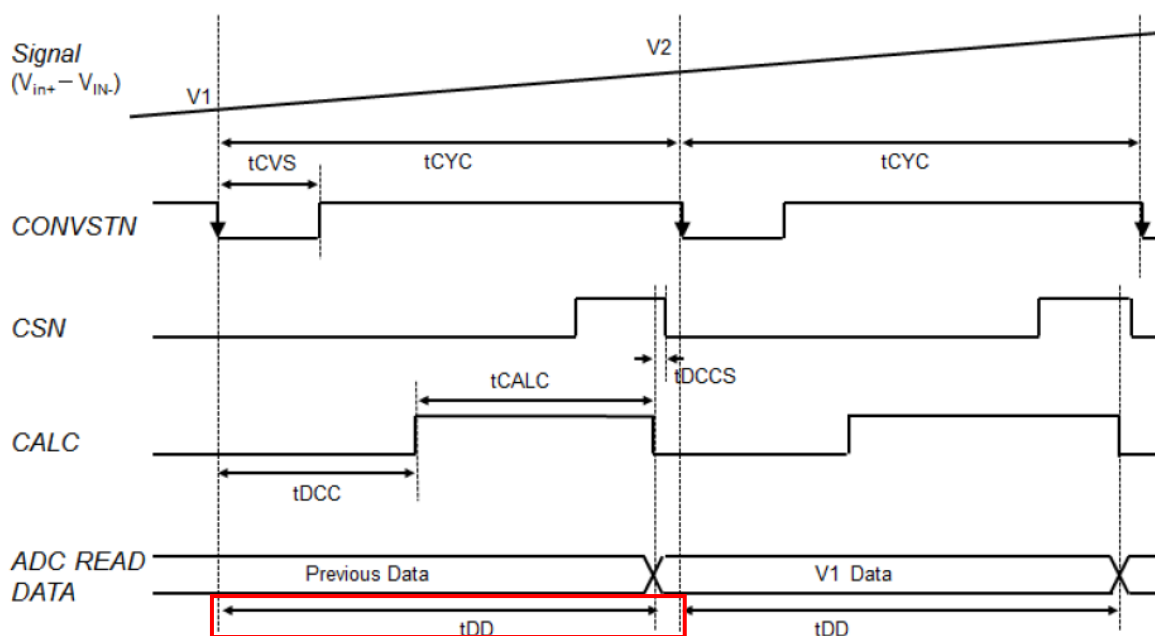 Signal
(Vin+ – VIN-)
V1
V2
tCVS
tCYC
tCYC
CONVSTN
CSN
tDCCS
tCALC
CALC
tDCC
ADC READ
DATA
Previous Data
V1 Data
tDD
tDD